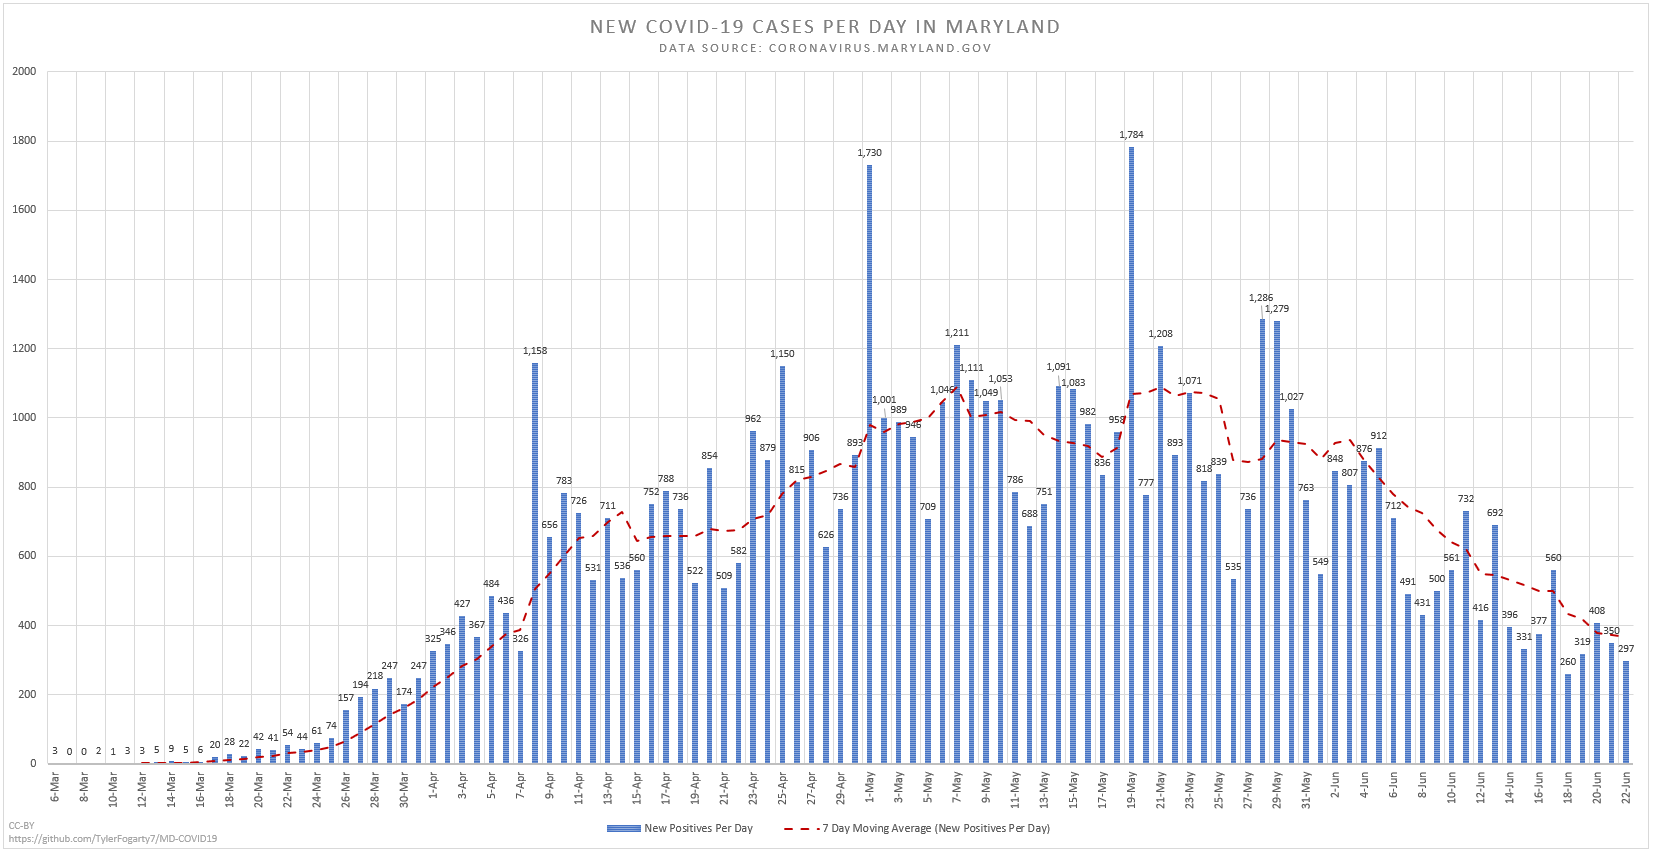 NEW COVID-19 CASES PER DAY IN MARYLAND
DATA SOURCE: CORONAVIRUS.MARYLAND.GOV
2000
1800
1600
1400
1200
1000
800
600
400
200
0
3 0 0 2 1 3 3 5 9 5 6 20 28 22 42 41 54 44 61 74 157 194 218 247 174 247 325 346 427 367 484 436 326 1,158 656 783 726 531 711 536 560 752 788 736 522 854 509 582 962 879 1,150 815 906 626 736 893 1,730 1,001 989 946 709 1,046 1,211 1,111 1,049 1,053 786 688 751 1,091 1,083 982 836 958 1,784 777 1,208 893 1,071 818 839 535 736 1,286 1,279 1,027 763 549 848 807 876 912 712 491 431 500 561 732 416 692 396 331 377 560 260 319 408 350 297
6-Mar 8-Mar 10-Mar 12-Mar 14-Mar 16-Mar 18-Mar 20-Mar 22-Mar 24-Mar 26-Mar 28-Mar 30-Mar 1-Apr 3-Apr 5-Apr 7-Apr 9-Apr 11-Apr 13-Apr 15-Apr 17-Apr 19-Apr 21-Apr 23-Apr 25-Apr 27-Apr 29-Apr 1-May 3-May 5-May 7-May 9-May 11-May 13-May 15-May 17-May 19-May 21-May 23-May 25-May 27-May 29-May 31-May 2-Jun 4-Jun 6-Jun 8-Jun 10-Jun 12-Jun 14-Jun 16-Jun 18-Jun 20-Jun 22-Jun
New Positives Per Day
7 Day Moving Average (New Positives Per Day)
CC-BY
https://github.com/TylerFogarty7/MD-COVID19